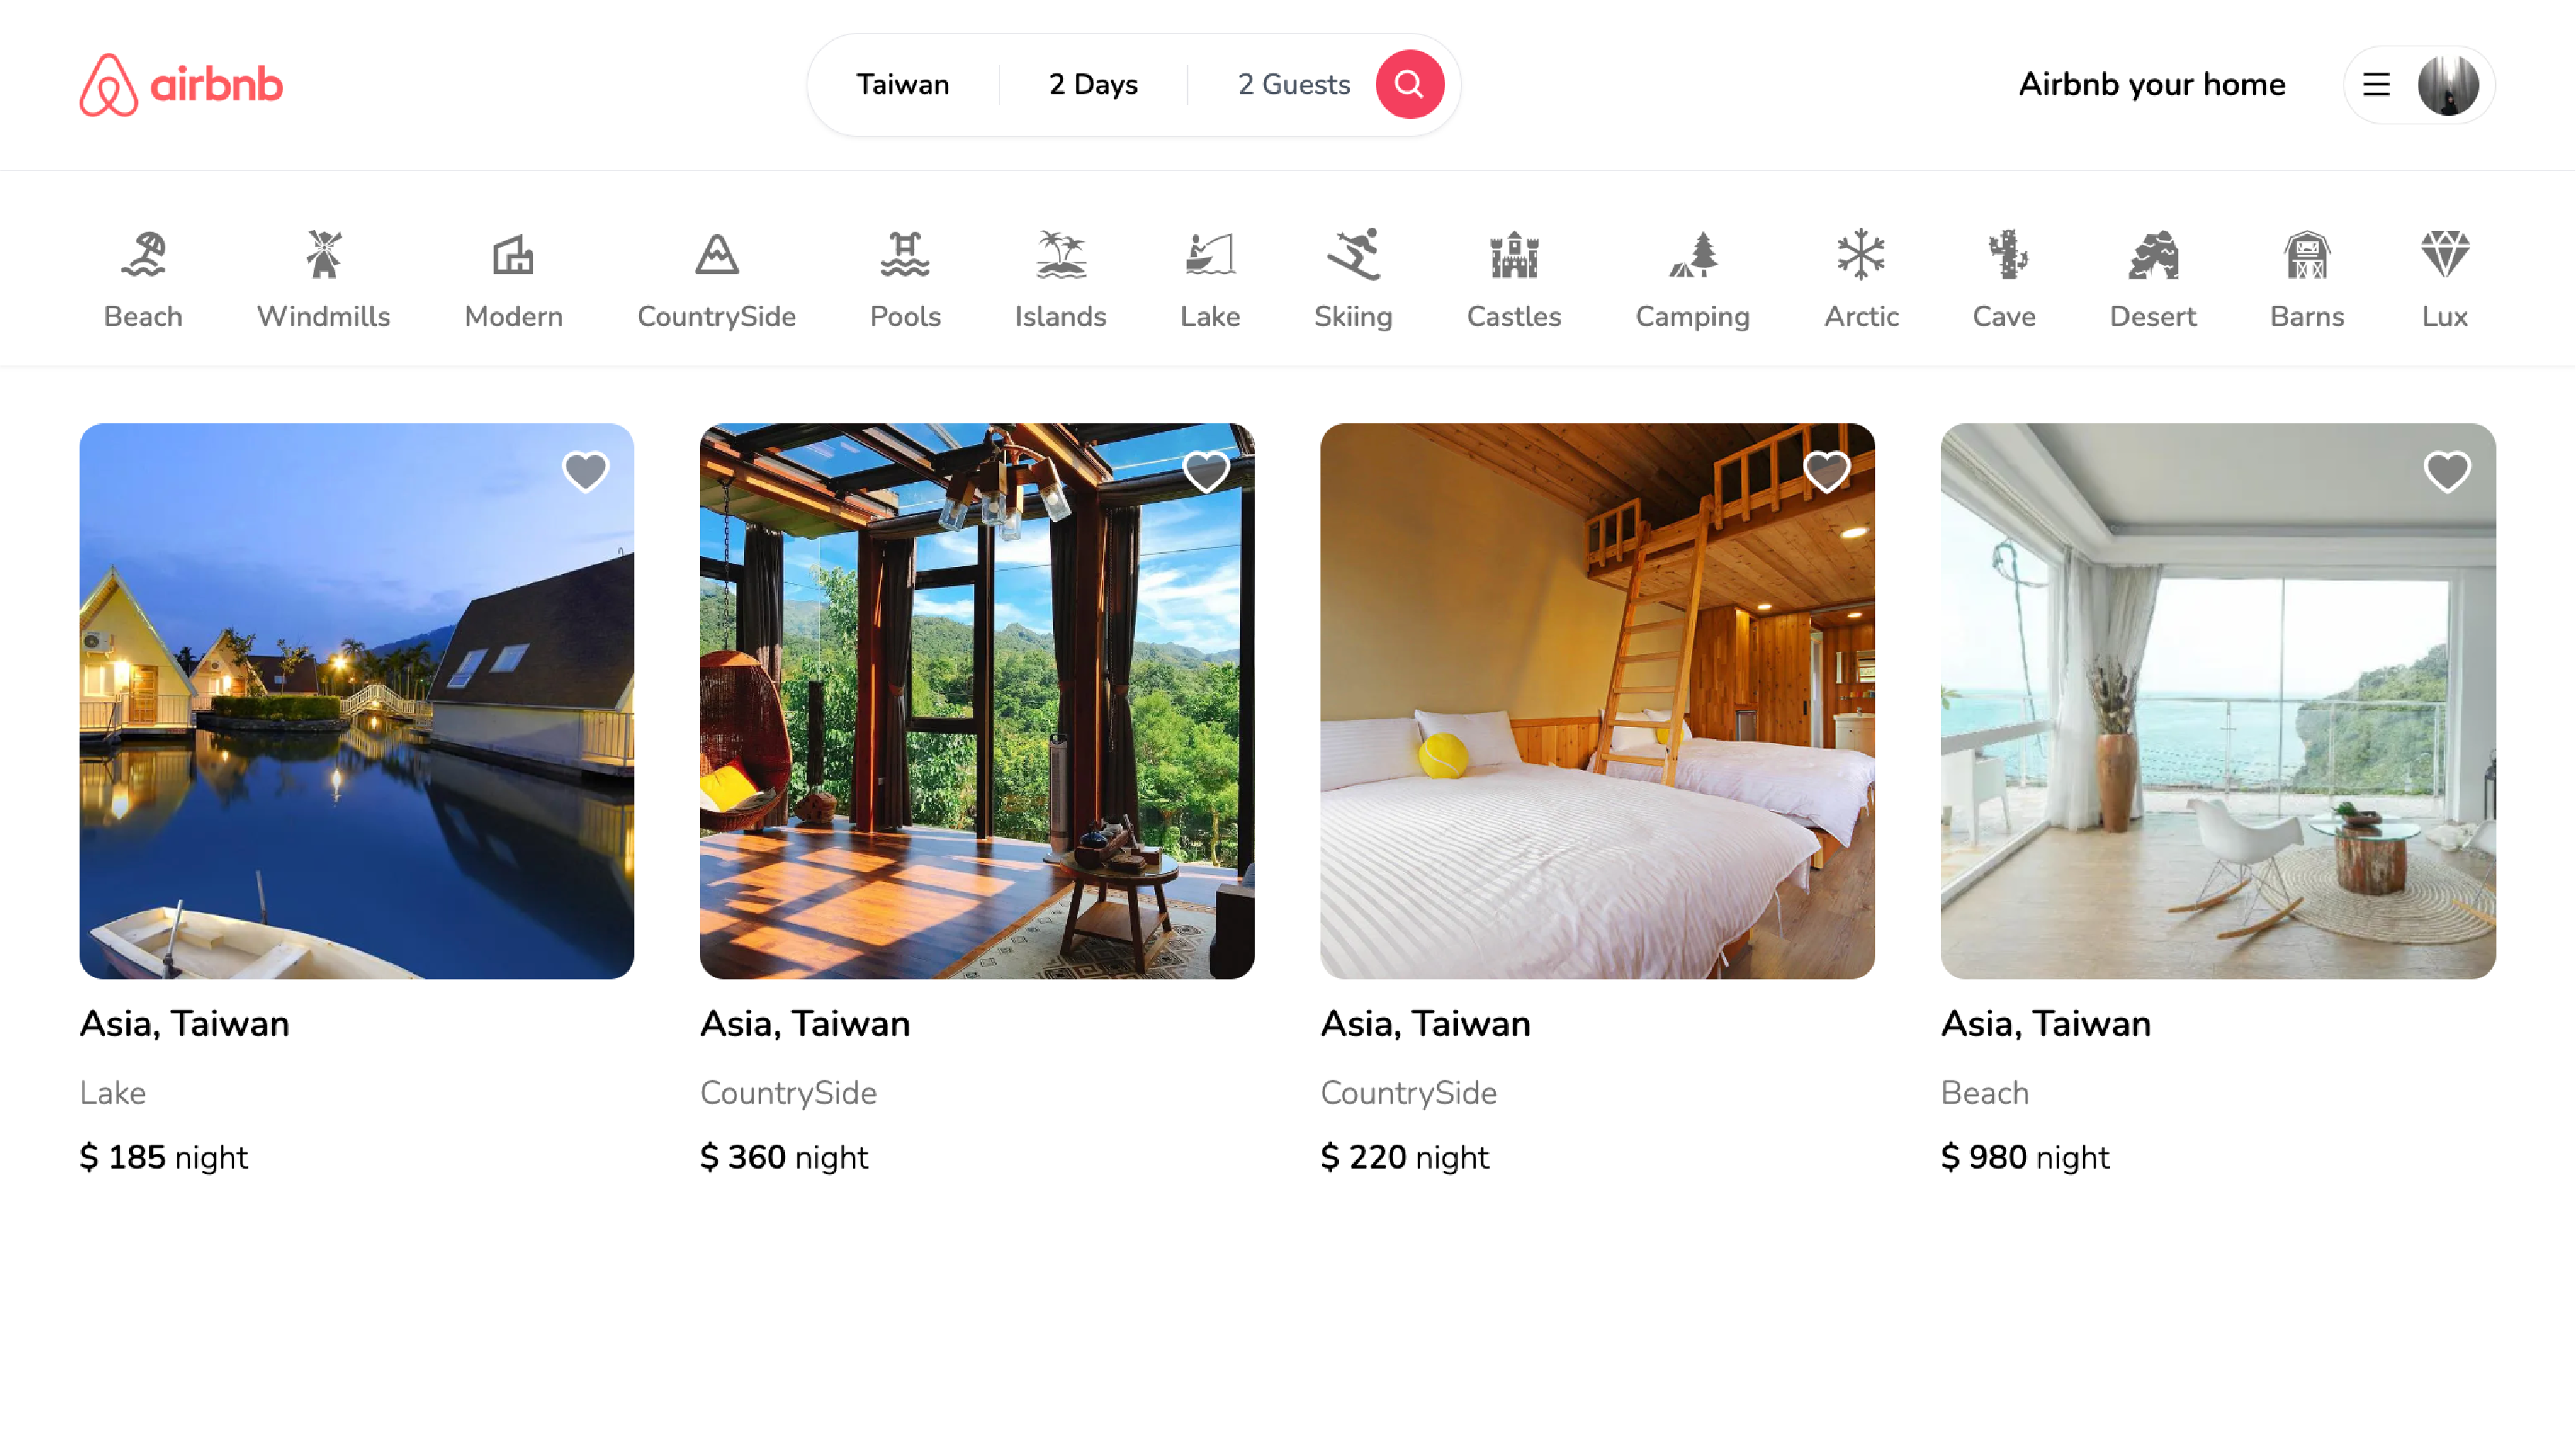 airbnb
Taiwan
2 Days
2 Guests
Airbnb your home
Beach
Windmills
Modern
CountrySide
Pools
Islands
Lake
Skiing
Castles
Camping
Arctic
Cave
Desert
Barns
Lux
Asia, Taiwan
Lake
$ 185 night
Asia, Taiwan
CountrySide
$ 360 night
Asia, Taiwan
CountrySide
$ 220 night
Asia, Taiwan
Beach
$ 980 night